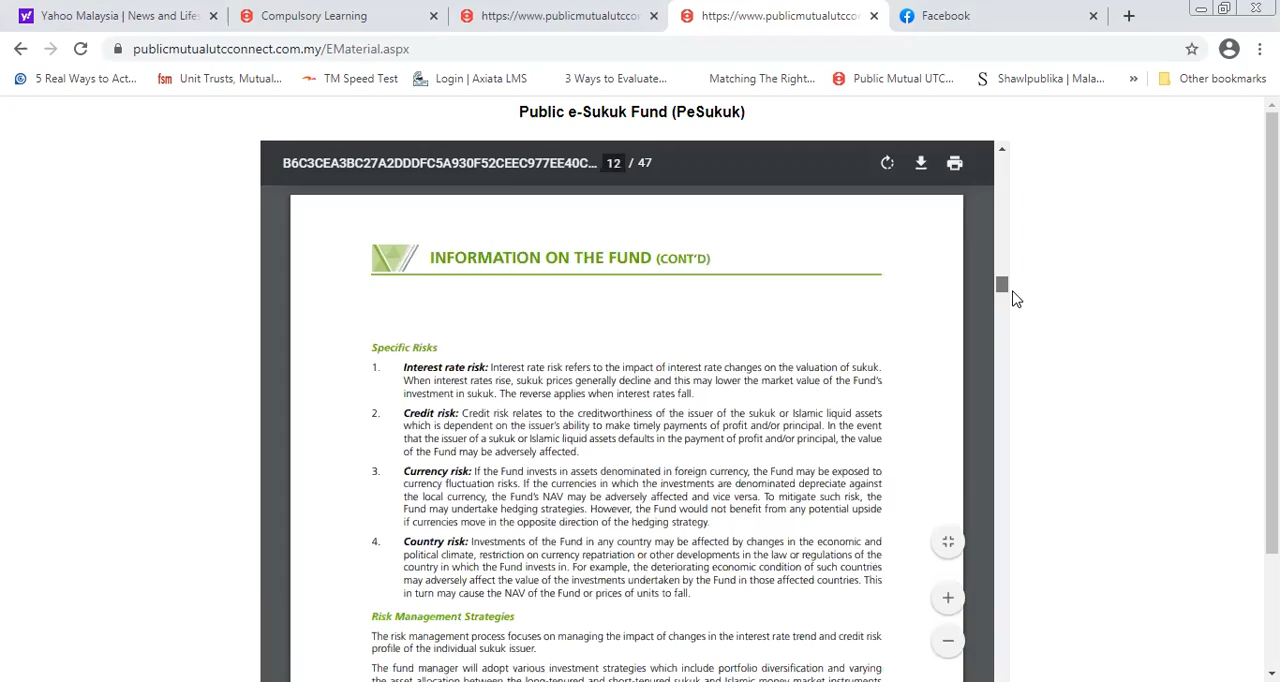 Yahoo Malaysia | News and Life
Compulsory Learning
https://www.publicmutualutccon
https://www.publicmutualutcco
Facebook
publicmutualutcconnect.com.my/EMaterial.aspx
5 Real Ways to Act...
fsm Unit Trusts, Mutual...
TM Speed Test
Login | Axiata LMS
3 Ways to Evaluate...
Matching The Right...
Public Mutual UTC...
S Shawlpublika | Mala...
»
Other bookmarks
Public e-Sukuk Fund (PeSukuk)
B6C3CEA3BC27A2DDDFC5A930F52CEEC977EE40C... 12 / 47
INFORMATION ON THE FUND (CONT'D)
Specific Risks
1. Interest rate risk: Interest rate risk refers to the impact of interest rate changes on the valuation of sukuk.
When interest rates rise, sukuk prices generally decline and this may lower the market value of the Fund's
investment in sukuk. The reverse applies when interest rates fall.
2. Credit risk: Credit risk relates to the creditworthiness of the issuer of the sukuk or Islamic liquid assets
which is dependent on the issuer's ability to make timely payments of profit and/or principal. In the event
that the issuer of a sukuk or Islamic liquid assets defaults in the payment of profit and/or principal, the value
of the Fund may be adversely affected.
3. Currency risk: If the Fund invests in assets denominated in foreign currency, the Fund may be exposed to
currency fluctuation risks. If the currencies in which the investments are denominated depreciate against
the local currency, the Fund's NAV may be adversely affected and vice versa. To mitigate such risk, the
Fund may undertake hedging strategies. However, the Fund would not benefit from any potential upside
if currencies move in the opposite direction of the hedging strategy.
4. Country risk: Investments of the Fund in any country may be affected by changes in the economic and
political climate, restriction on currency repatriation or other developments in the law or regulations of the
country in which the Fund invests in. For example, the deteriorating economic condition of such countries
may adversely affect the value of the investments undertaken by the Fund in those affected countries. This
in turn may cause the NAV of the Fund or prices of units to fall.
Risk Management Strategies
The risk management process focuses on managing the impact of changes in the interest rate trend and credit risk
profile of the individual sukuk issuer.
The fund manager will adopt various investment strategies which include portfolio diversification and varying
the asset allocation between the long-tenured and short-tenured sukuk and Islamic money market instruments